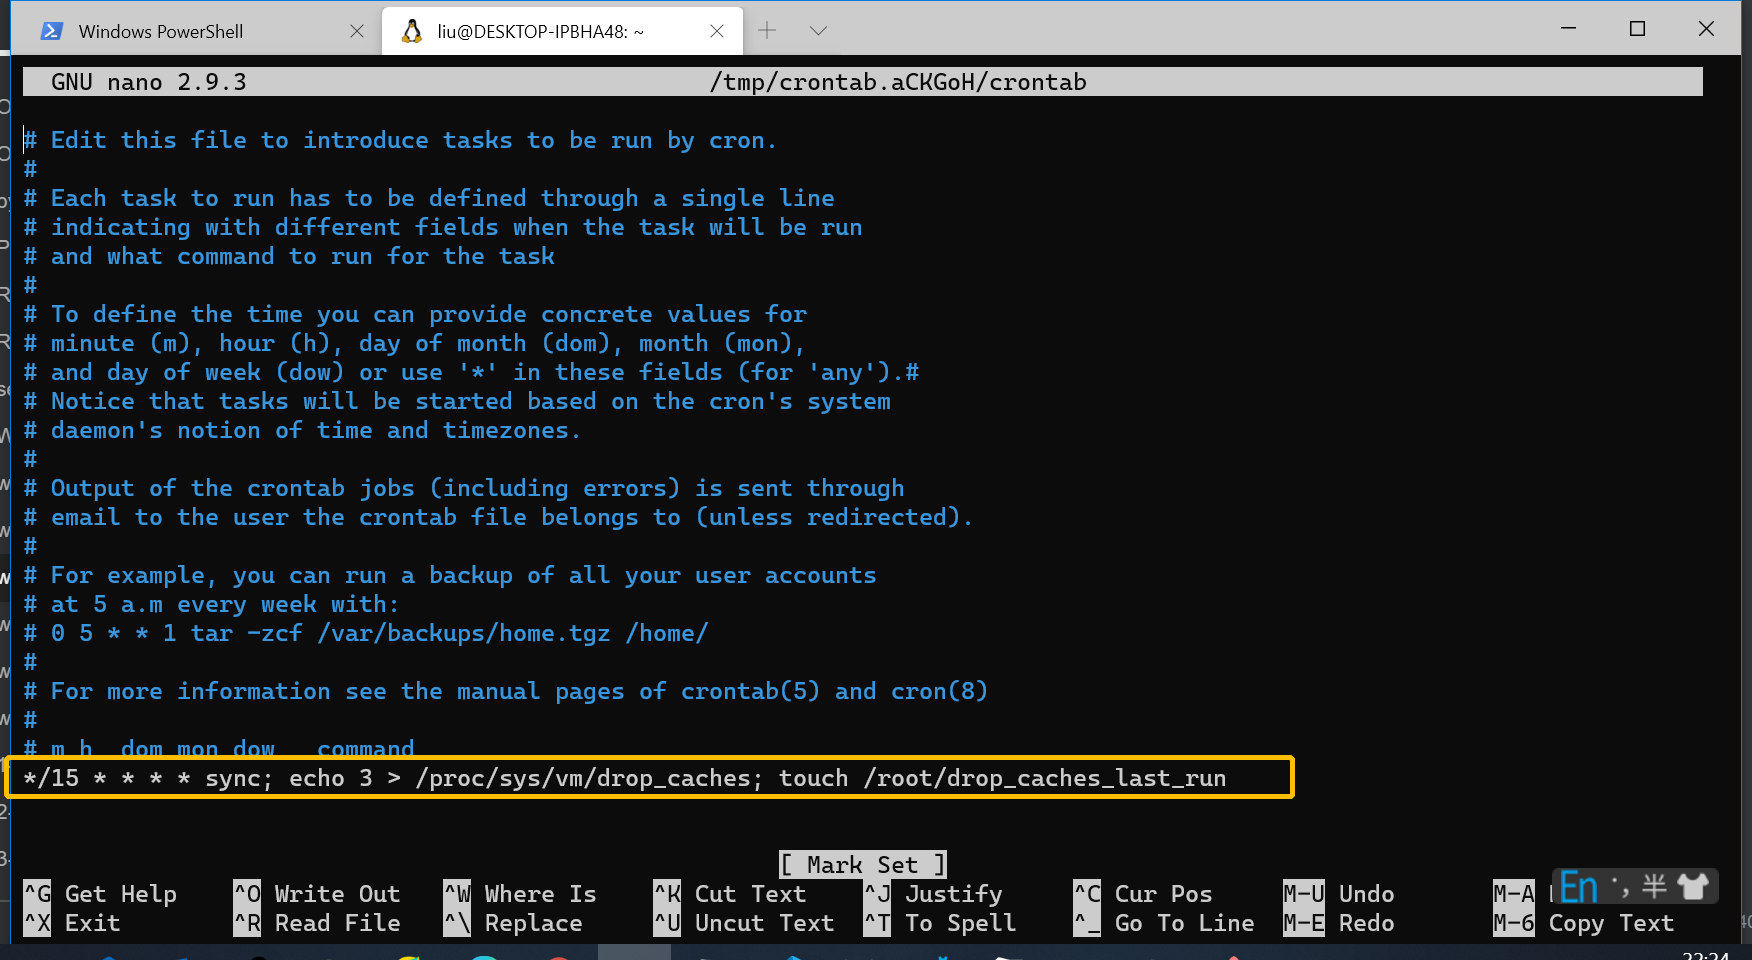 Windows PowerShell
liu@DESKTOP-IPBHA48: ~
GNU nano 2.9.3 /tmp/crontab.aCKGoH/crontab
# Edit this file to introduce tasks to be run by cron.
#
# Each task to run has to be defined through a single line
# indicating with different fields when the task will be run
# and what command to run for the task
#
# To define the time you can provide concrete values for
# minute (m), hour (h), day of month (dom), month (mon),
# and day of week (dow) or use '*' in these fields (for 'any').#
# Notice that tasks will be started based on the cron's system
# daemon's notion of time and timezones.
#
# Output of the crontab jobs (including errors) is sent through
# email to the user the crontab file belongs to (unless redirected).
#
# For example, you can run a backup of all your user accounts
# at 5 a.m every week with:
# 0 5 * * 1 tar -zcf /var/backups/home.tgz /home/
#
# For more information see the manual pages of crontab(5) and cron(8)
#
# m h  dom mon dow   command
*/15 * * * * sync; echo 3 > /proc/sys/vm/drop_caches; touch /root/drop_caches_last_run
[ Mark Set ]
^G Get Help ^O Write Out ^W Where Is ^K Cut Text ^J Justify ^C Cur Pos M-U Undo M-A
En 半
^X Exit ^R Read File ^\ Replace ^U Uncut Text ^T To Spell ^_ Go To Line M-E Redo M-6 Copy Text
22:24